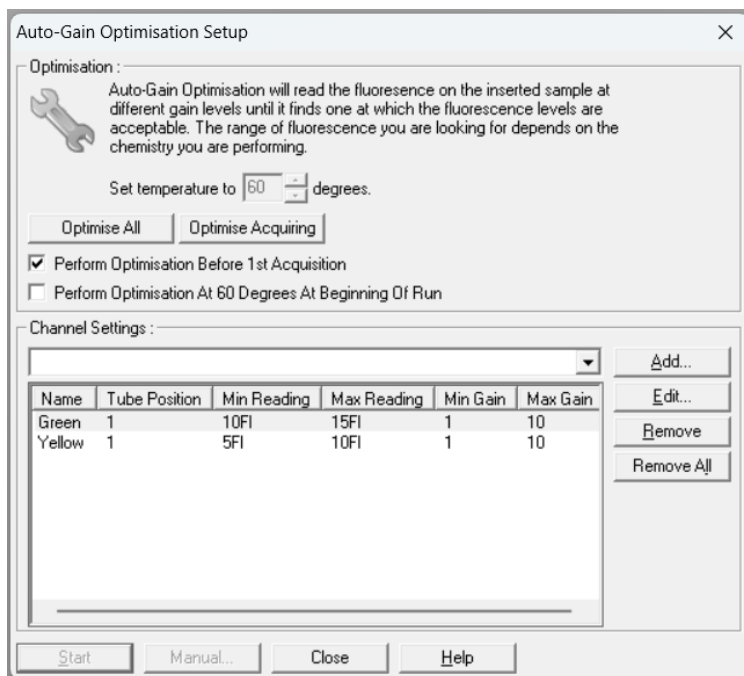 Auto-Gain Optimisation Setup
Optimisation :
Auto-Gain Optimisation will read the fluoresence on the inserted sample at
different gain levels until it finds one at which the fluorescence levels are
acceptable. The range of fluorescence you are looking for depends on the
chemistry you are performing.
Set temperature to 60 degrees.
Optimise All Optimise Acquiring
Perform Optimisation Before 1st Acquisition
Perform Optimisation At 60 Degrees At Beginning Of Run
Channel Settings :
Add...
Name Tube Position Min Reading Max Reading Min Gain Max Gain Edit...
Green 1 10Fl 15Fl 1 10
Remove
Yellow 1 5Fl 10Fl 1 10
Remove All
Start Manual... Close Help